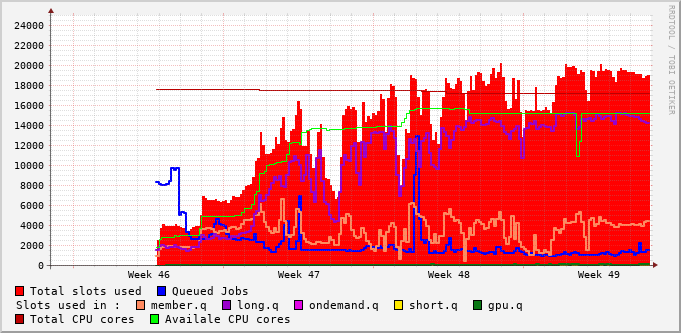 24000
22000
20000
18000
16000
14000
12000
10000
8000
6000
4000
2000
0
Week 46 Week 47 Week 48 Week 49
Total slots used Queued Jobs
Slots used in : member.q long.q ondemand.q short.q gpu.q
Total CPU cores Availale CPU cores
RRDTOOL / TOBI OETIKER